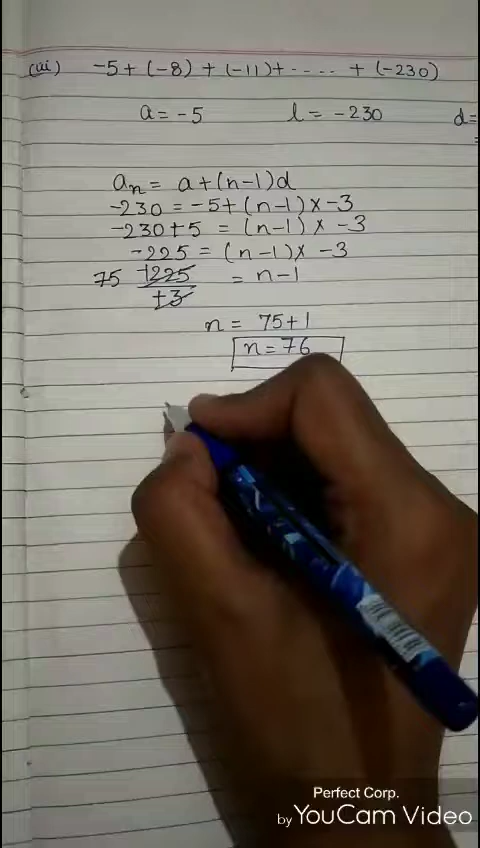 (iii) -5 + (-8) + (-11) + ..... + (-230)
a = -5 l = -230 d =
an = a + (n-1)d
-230 = -5 + (n-1) x -3
-230 + 5 = (n-1) x -3
-225 = (n-1) x -3
75 -225/-3 = n-1
n = 75+1
n = 76
Perfect Corp.
by YouCam Video